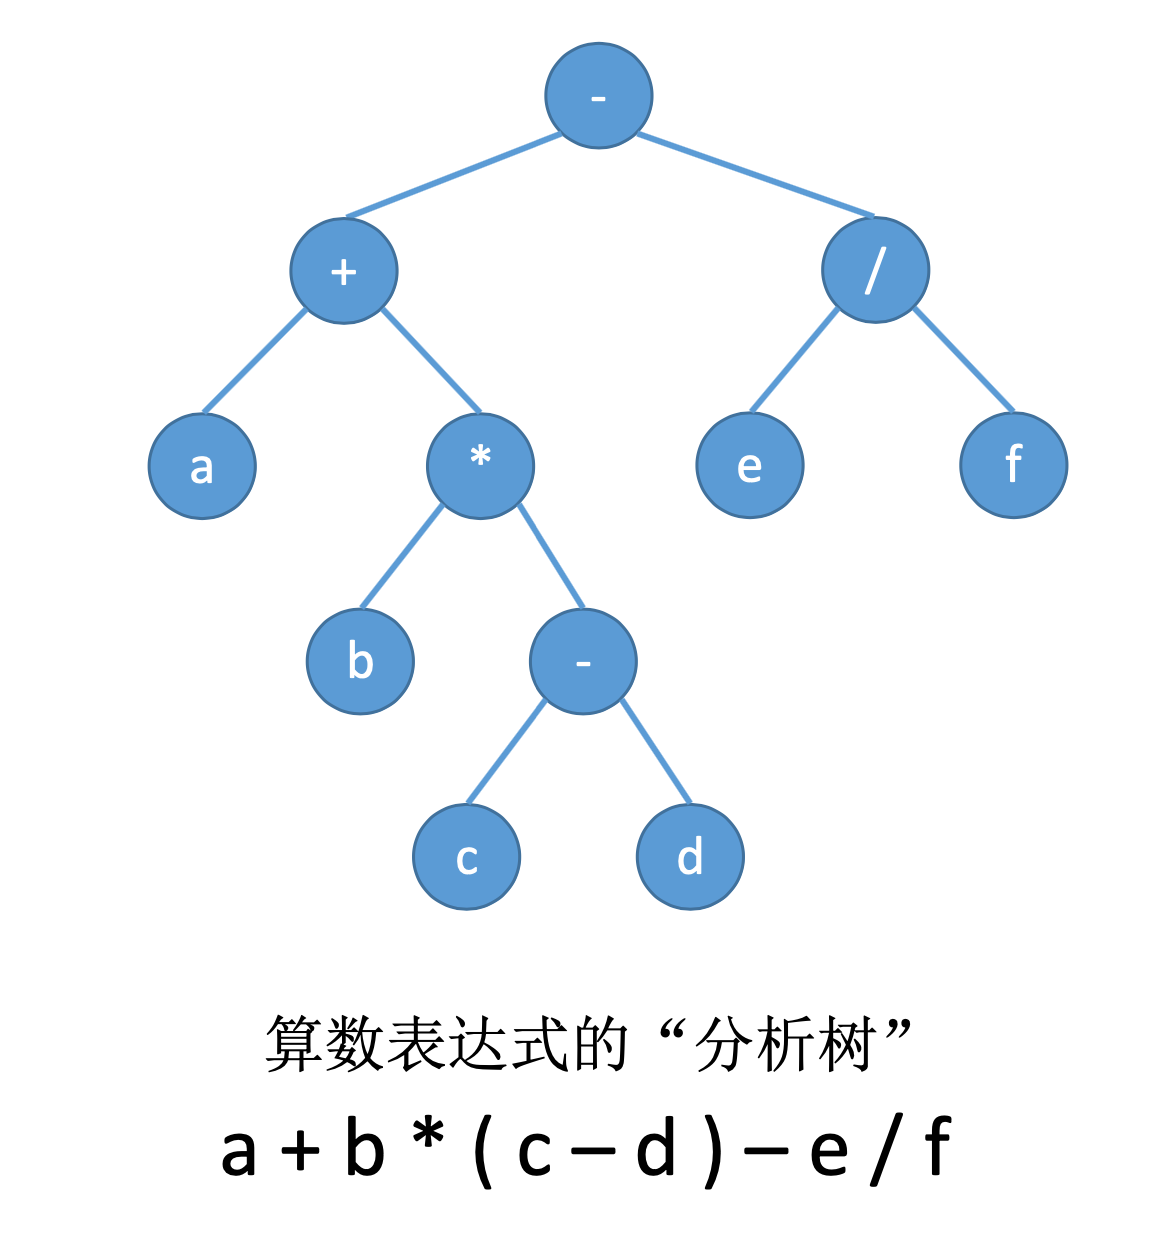 -
+ /
a * e f
b -
c d
算数表达式的“分析树”
a + b * ( c – d ) – e / f